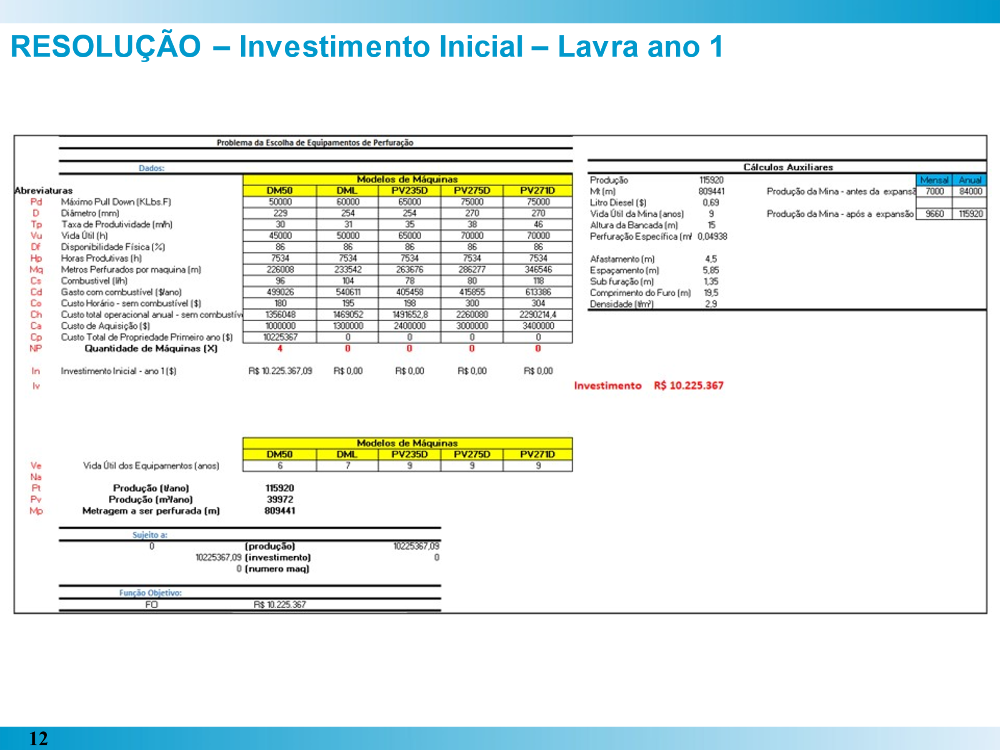 RESOLUÇÃO – Investimento Inicial – Lavra ano 1
Problema da Escolha de Equipamentos de Perfuração
Dados:
Modelos de Máquinas
Abreviaturas DM50 DML PV235D PV275D PV271D
Pd Máximo Pull Down (KLbs.F) 50000 60000 65000 75000 75000
D Diâmetro (mm) 229 254 254 270 270
Tp Taxa de Produtividade (m/h) 30 31 35 38 46
Vu Vida Útil (h) 45000 50000 65000 70000 70000
Df Disponibilidade Física (%) 86 86 86 86 86
Hp Horas Produtivas (h) 7534 7534 7534 7534 7534
Mq Metros Perfurados por maquina (m) 226008 233542 263676 286277 346546
Cs Combustivel (l/h) 96 104 78 80 118
Cd Gasto com combustível ($/ano) 499026 540611 405458 415855 613386
Co Custo Horário - sem combustível ($) 180 195 198 300 304
Ch Custo total operacional anual - sem combustív 1356048 1469052 1491652,8 2260080 2290214,4
Ca Custo de Aquisição ($) 1000000 1300000 2400000 3000000 3400000
Cp Custo Total de Propriedade Primeiro ano ($) 10225367 0 0 0 0
NP Quantidade de Máquinas (X) 4 0 0 0 0
In Investimento Inicial - ano 1 ($) R$ 10.225.367,09 R$ 0,00 R$ 0,00 R$ 0,00 R$ 0,00
Iv Investimento R$ 10.225.367
Cálculos Auxiliares
Produção 115920 Mensal Anual
Mt (m) 809441 Produção da Mina - antes da expansã 7000 84000
Litro Diesel ($) 0,69
Vida Útil da Mina (anos) 9 Produção da Mina - após a expansão 9660 115920
Altura da Bancada (m) 15
Perfuração Específica (m/ 0,04938
Afastamento (m) 4,5
Espaçamento (m) 5,85
Sub furação (m) 1,35
Comprimento do Furo (m) 19,5
Densidade (t/m³) 2,9
Modelos de Máquinas
DM50 DML PV235D PV275D PV271D
Ve Vida Útil dos Equipamentos (anos) 6 7 9 9 9
Na
Pt Produção (t/ano) 115920
Pv Produção (m³/ano) 39972
Mp Metragem a ser perfurada (m) 809441
Sujeito a:
0 (produção) 10225367,09
10225367,09 (investimento) 0
0 (numero maq)
Função Objetivo:
FO R$ 10.225.367
12